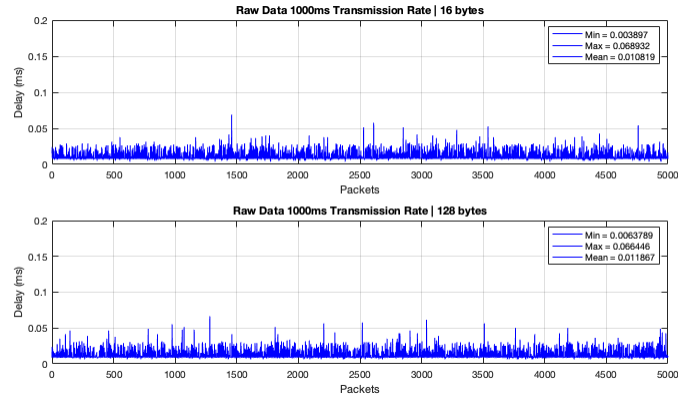 Raw Data 1000ms Transmission Rate | 16 bytes
0.2
0.15
0.1
0.05
0
Delay (ms)
Min = 0.003897
Max = 0.068932
Mean = 0.010819
0 500 1000 1500 2000 2500 3000 3500 4000 4500 5000
Packets
Raw Data 1000ms Transmission Rate | 128 bytes
0.2
0.15
0.1
0.05
0
Delay (ms)
Min = 0.0063789
Max = 0.066446
Mean = 0.011867
0 500 1000 1500 2000 2500 3000 3500 4000 4500 5000
Packets